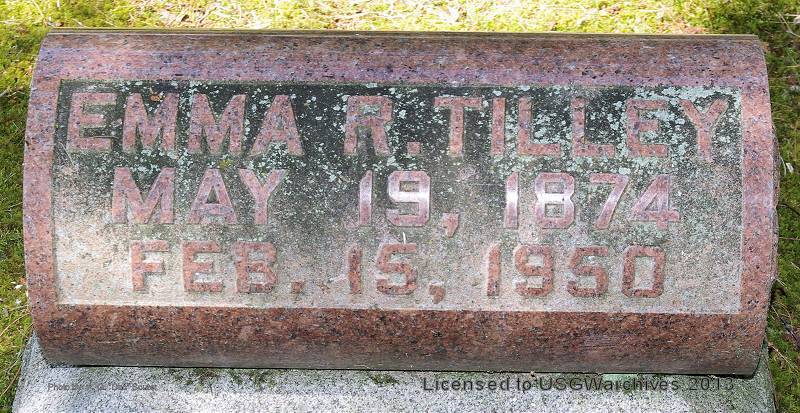 EMMA R. TILLEY
MAY 19, 1874
FEB. 15, 1950
Licensed to USGWarchives 2013